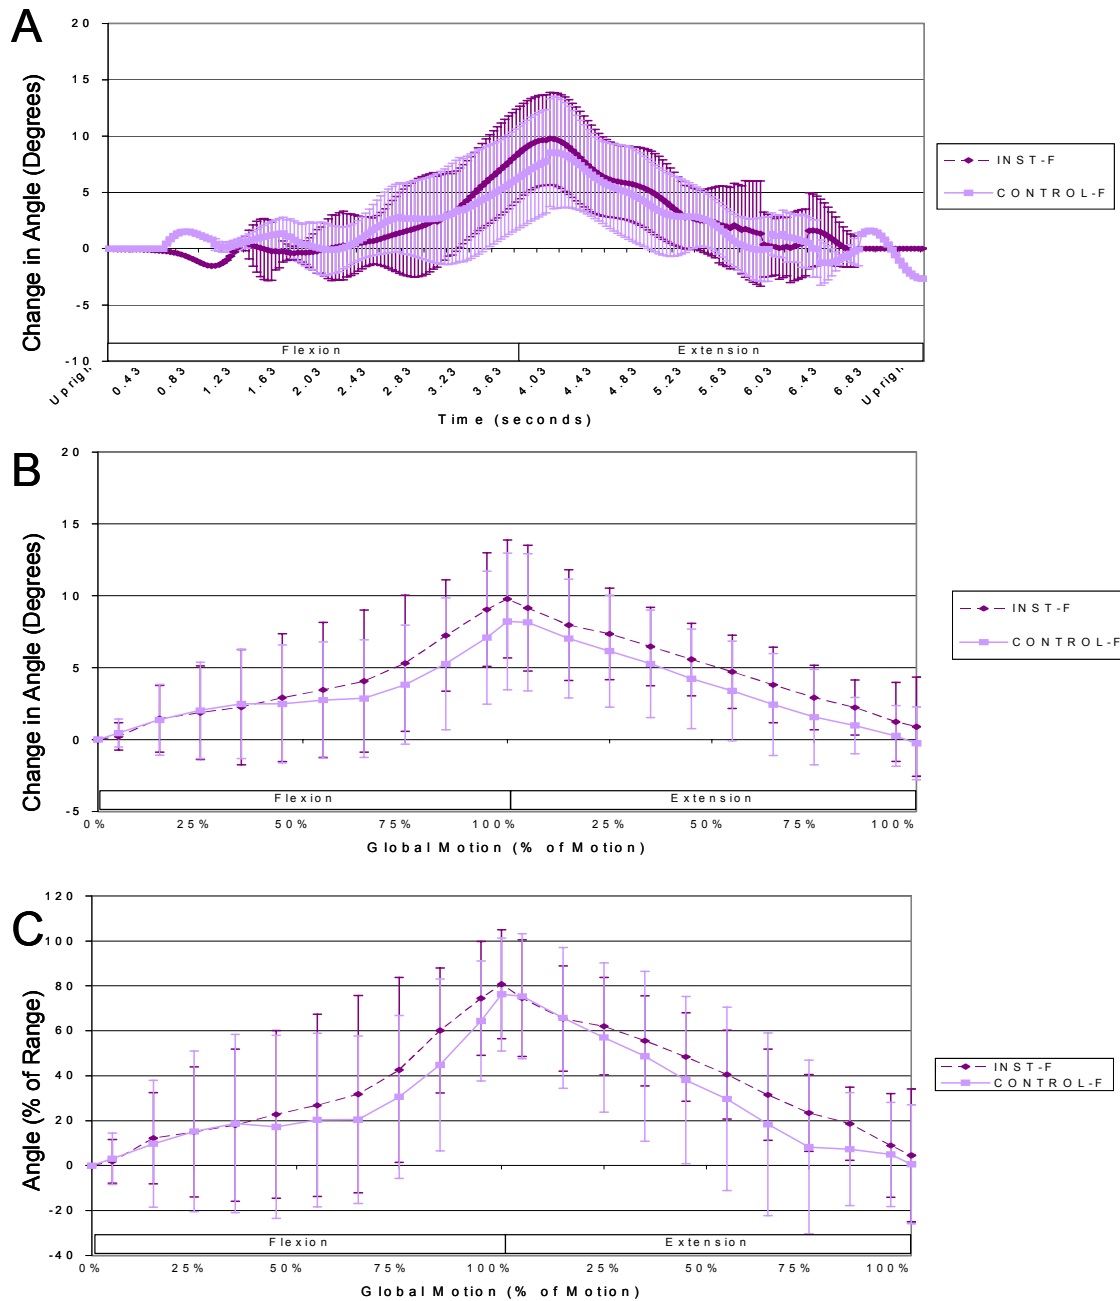 A
Change in Angle (Degrees)
20
15
10
5
0
-5
-10
Flexion
Extension
Uprigh 0.43 0.83 1.23 1.63 2.03 2.43 2.83 3.23 3.63 4.03 4.43 4.83 5.23 5.63 6.03 6.43 6.83 Uprigh
Time (seconds)
INST-F
CONTROL-F
B
Change in Angle (Degrees)
20
15
10
5
0
-5
Flexion
Extension
0% 25% 50% 75% 100% 25% 50% 75% 100%
Global Motion (% of Motion)
INST-F
CONTROL-F
C
Angle (% of Range)
120
100
80
60
40
20
0
-20
-40
Flexion
Extension
0% 25% 50% 75% 100% 25% 50% 75% 100%
Global Motion (% of Motion)
INST-F
CONTROL-F